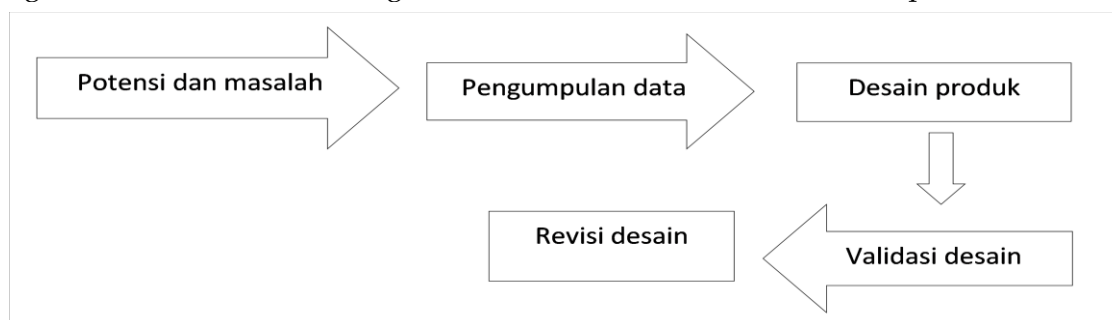 Potensi dan masalah
Pengumpulan data
Desain produk
Validasi desain
Revisi desain